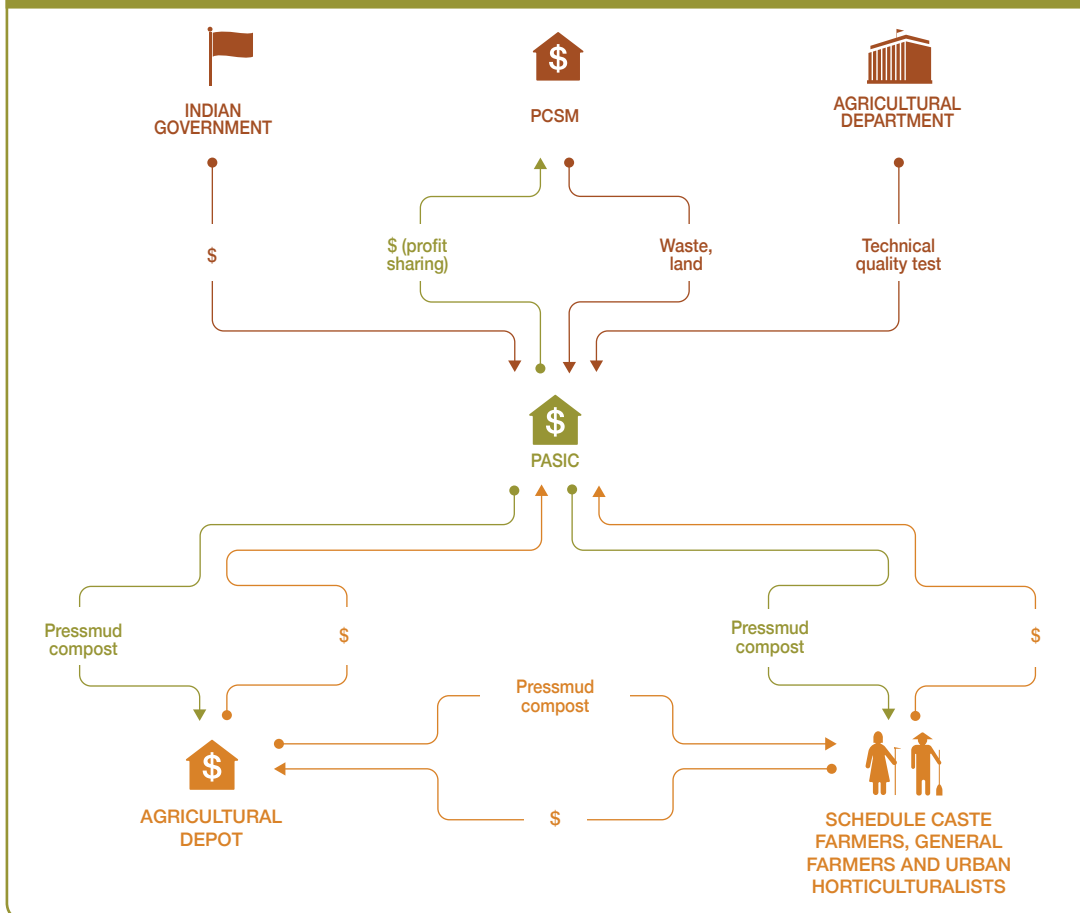 $
INDIAN
GOVERNMENT
PCSM
AGRICULTURAL
DEPARTMENT
$
$ (profit
sharing)
Waste,
land
Technical
quality test
$
PASIC
Pressmud
compost
$
Pressmud
compost
$
Pressmud
compost
$
AGRICULTURAL
DEPOT
$
SCHEDULE CASTE
FARMERS, GENERAL
FARMERS AND URBAN
HORTICULTURALISTS